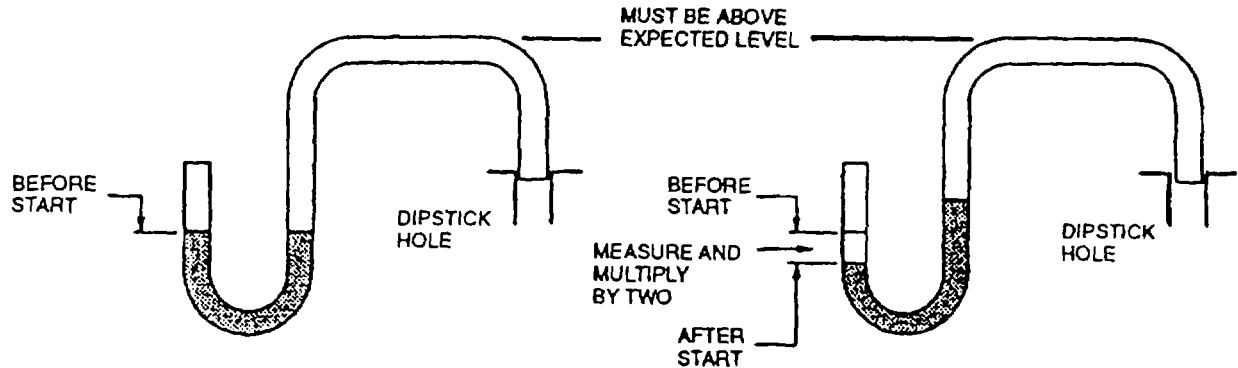 MUST BE ABOVE
EXPECTED LEVEL
BEFORE
START
DIPSTICK
HOLE
BEFORE
START
MEASURE AND
MULTIPLY
BY TWO
AFTER
START
DIPSTICK
HOLE